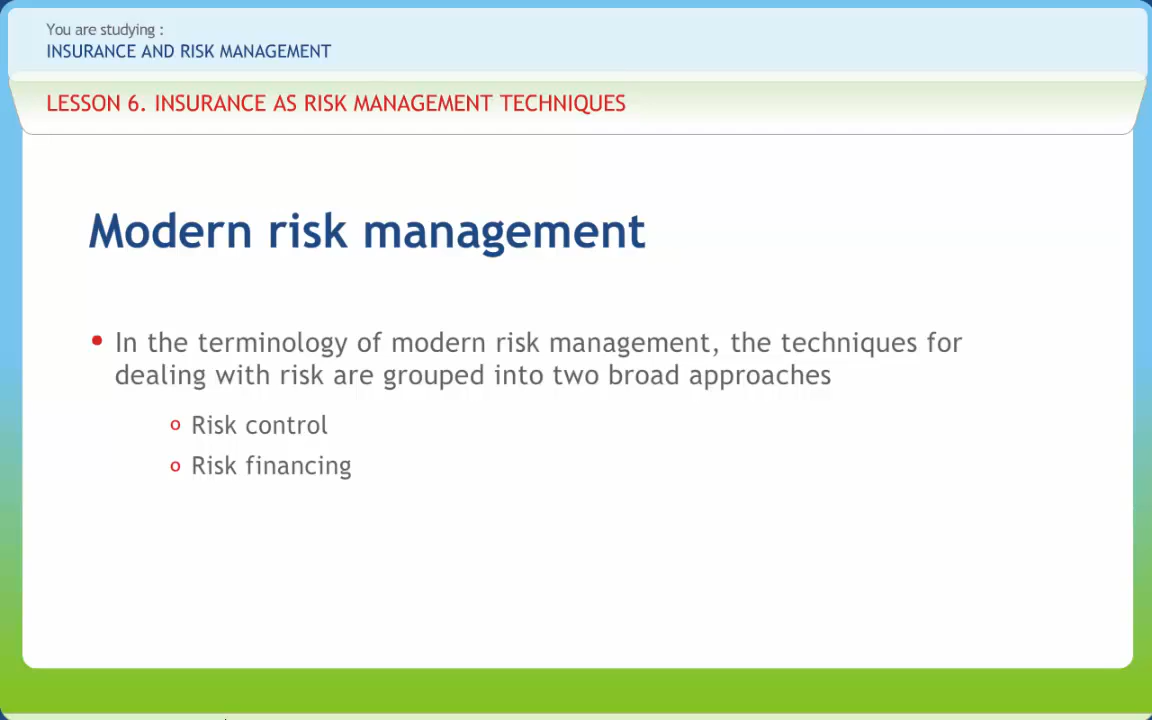 You are studying :
INSURANCE AND RISK MANAGEMENT
LESSON 6. INSURANCE AS RISK MANAGEMENT TECHNIQUES
Modern risk management
• In the terminology of modern risk management, the techniques for
dealing with risk are grouped into two broad approaches
o Risk control
o Risk financing